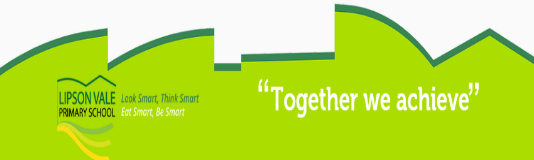 LIPSON VALE
PRIMARY SCHOOL
Look Smart, Think Smart
Eat Smart, Be Smart
“Together we achieve”